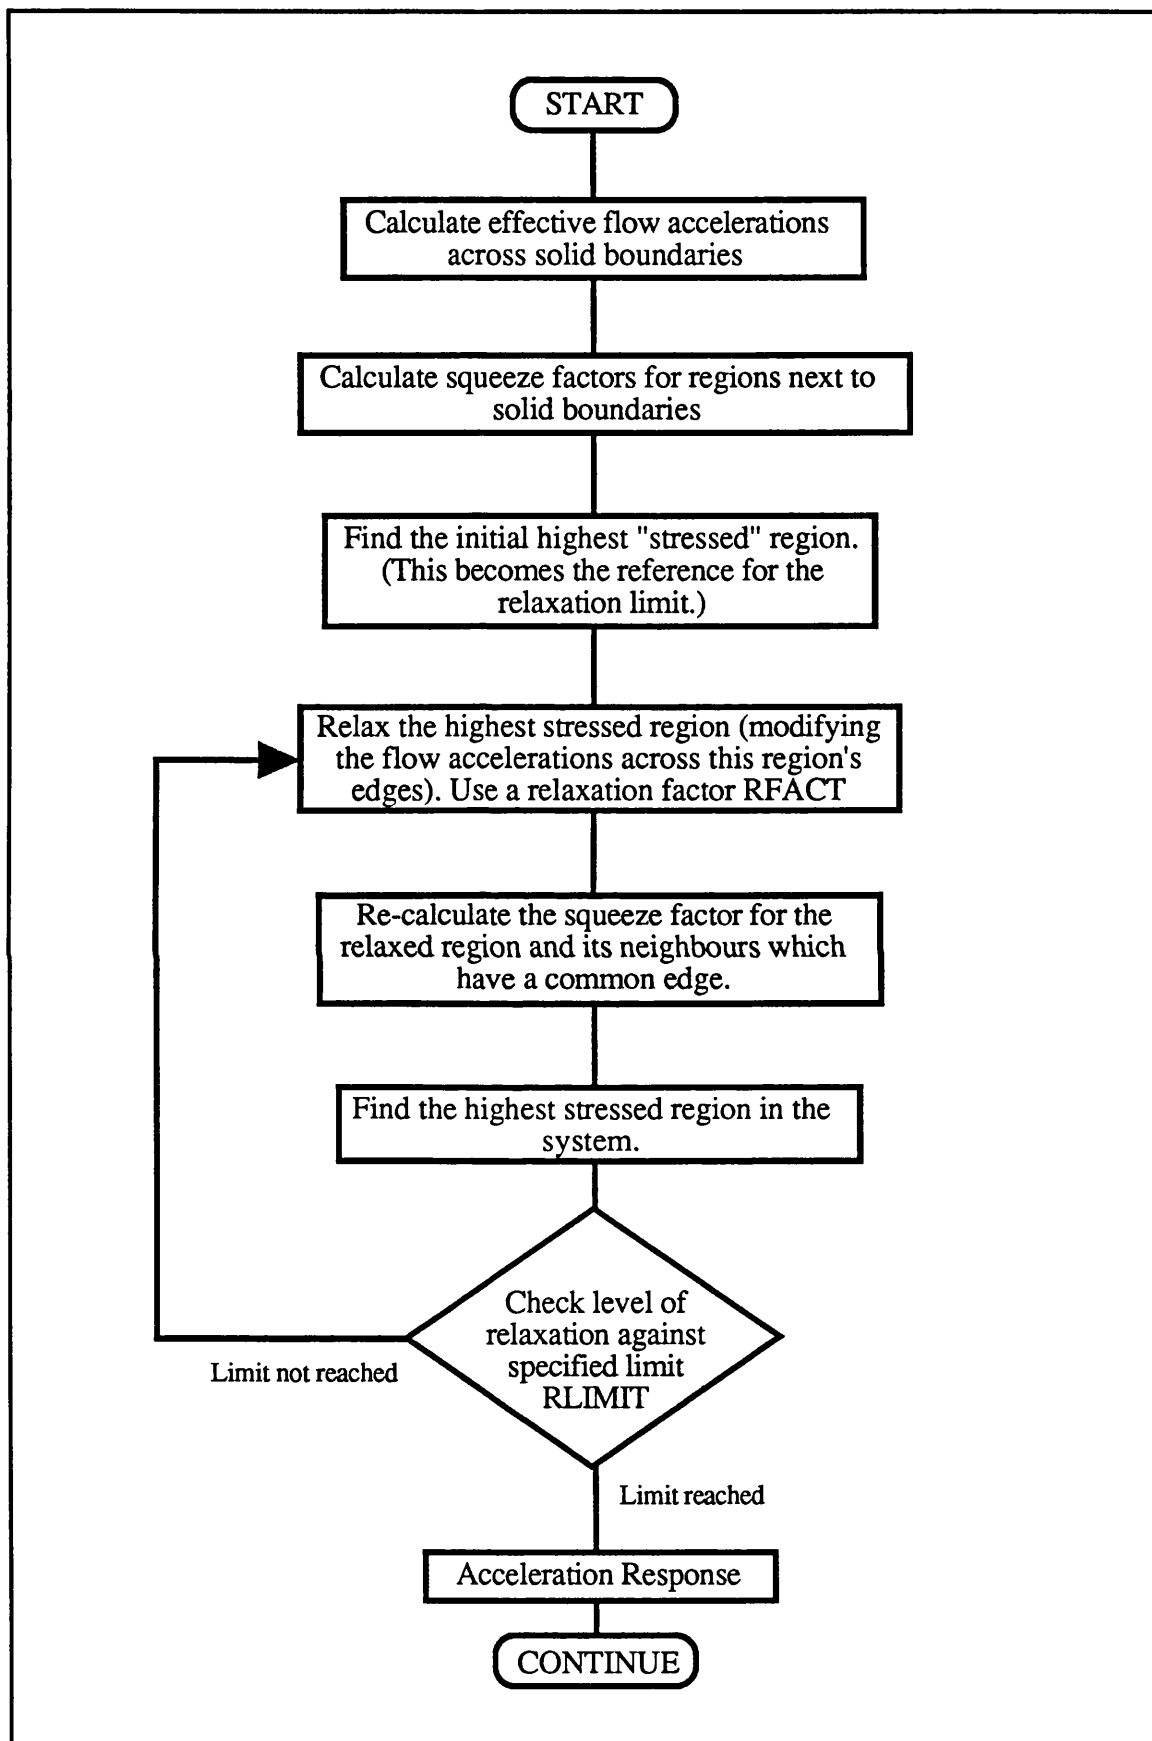 START
Calculate effective flow accelerations
across solid boundaries
Calculate squeeze factors for regions next to
solid boundaries
Find the initial highest "stressed" region.
(This becomes the reference for the
relaxation limit.)
Relax the highest stressed region (modifying
the flow accelerations across this region's
edges). Use a relaxation factor RFACT
Re-calculate the squeeze factor for the
relaxed region and its neighbours which
have a common edge.
Find the highest stressed region in the
system.
Check level of
relaxation against
specified limit
RLIMIT
Limit not reached
Limit reached
Acceleration Response
CONTINUE